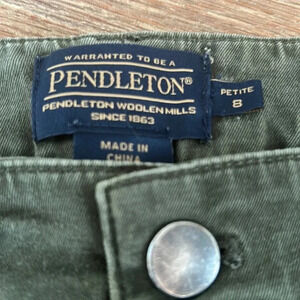 WARRANTED TO BE A
PENDLETON®
PENDLETON WOOLEN MILLS
SINCE 1863
PETITE
8
MADE IN
CHINA